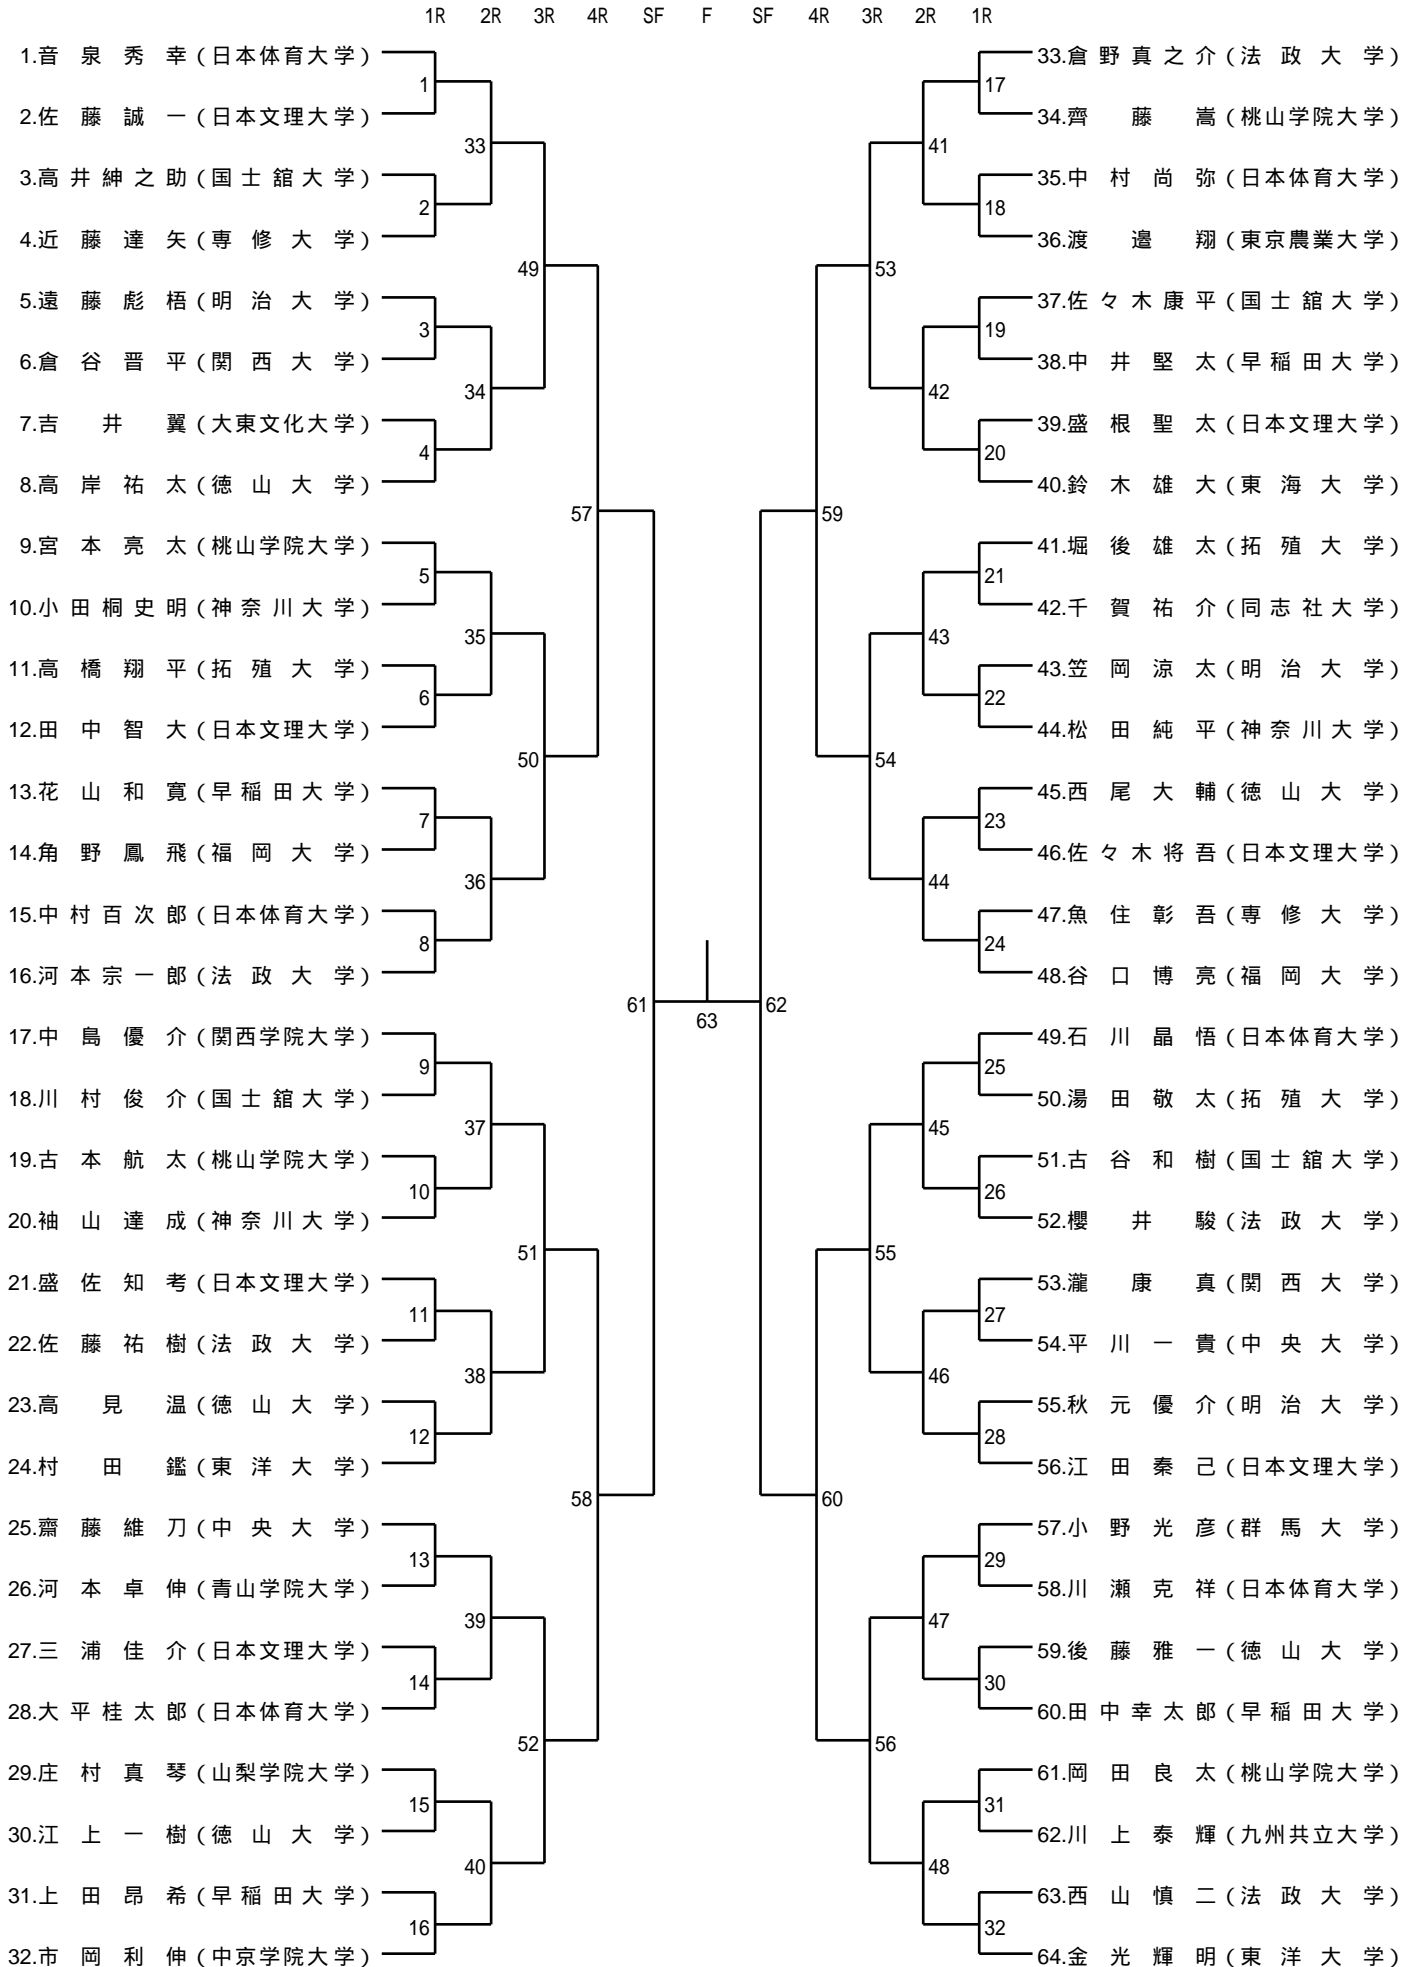 1R 2R 3R 4R SF F SF 4R 3R 2R 1R
1.音泉秀幸(日本体育大学)
1
2.佐藤誠一(日本文理大学)
33
3.高井紳之助(国士舘大学)
2
4.近藤達矢(専修大学)
49
5.遠藤彪梧(明治大学)
3
6.倉谷晋平(関西大学)
34
7.吉井翼(大東文化大学)
4
8.高岸祐太(徳山大学)
57
9.宮本亮太(桃山学院大学)
5
10.小田桐史明(神奈川大学)
35
11.高橋翔平(拓殖大学)
6
12.田中智大(日本文理大学)
50
13.花山和寛(早稲田大学)
7
14.角野鳳飛(福岡大学)
36
15.中村百次郎(日本体育大学)
8
16.河本宗一郎(法政大学)
61
17.中島優介(関西学院大学)
9
18.川村俊介(国士舘大学)
37
19.古本航太(桃山学院大学)
10
20.袖山達成(神奈川大学)
51
21.盛佐知考(日本文理大学)
11
22.佐藤祐樹(法政大学)
38
23.高見温(徳山大学)
12
24.村田鑑(東洋大学)
58
25.齋藤維刀(中央大学)
13
26.河本卓伸(青山学院大学)
39
27.三浦佳介(日本文理大学)
14
28.大平桂太郎(日本体育大学)
52
29.庄村真琴(山梨学院大学)
15
30.江上一樹(徳山大学)
40
31.上田昂希(早稲田大学)
16
32.市岡利伸(中京学院大学)
63
33.倉野真之介(法政大学)
17
34.齊藤嵩(桃山学院大学)
41
35.中村尚弥(日本体育大学)
18
36.渡邉翔(東京農業大学)
53
37.佐々木康平(国士舘大学)
19
38.中井堅太(早稲田大学)
42
39.盛根聖太(日本文理大学)
20
40.鈴木雄大(東海大学)
59
41.堀後雄太(拓殖大学)
21
42.千賀祐介(同志社大学)
43
43.笠岡涼太(明治大学)
22
44.松田純平(神奈川大学)
54
45.西尾大輔(徳山大学)
23
46.佐々木将吾(日本文理大学)
44
47.魚住彰吾(専修大学)
24
48.谷口博亮(福岡大学)
62
49.石川晶悟(日本体育大学)
25
50.湯田敬太(拓殖大学)
45
51.古谷和樹(国士舘大学)
26
52.櫻井駿(法政大学)
55
53.瀧康真(関西大学)
27
54.平川一貴(中央大学)
46
55.秋元優介(明治大学)
28
56.江田秦己(日本文理大学)
60
57.小野光彦(群馬大学)
29
58.川瀬克祥(日本体育大学)
47
59.後藤雅一(徳山大学)
30
60.田中幸太郎(早稲田大学)
56
61.岡田良太(桃山学院大学)
31
62.川上泰輝(九州共立大学)
48
63.西山慎二(法政大学)
32
64.金光輝明(東洋大学)